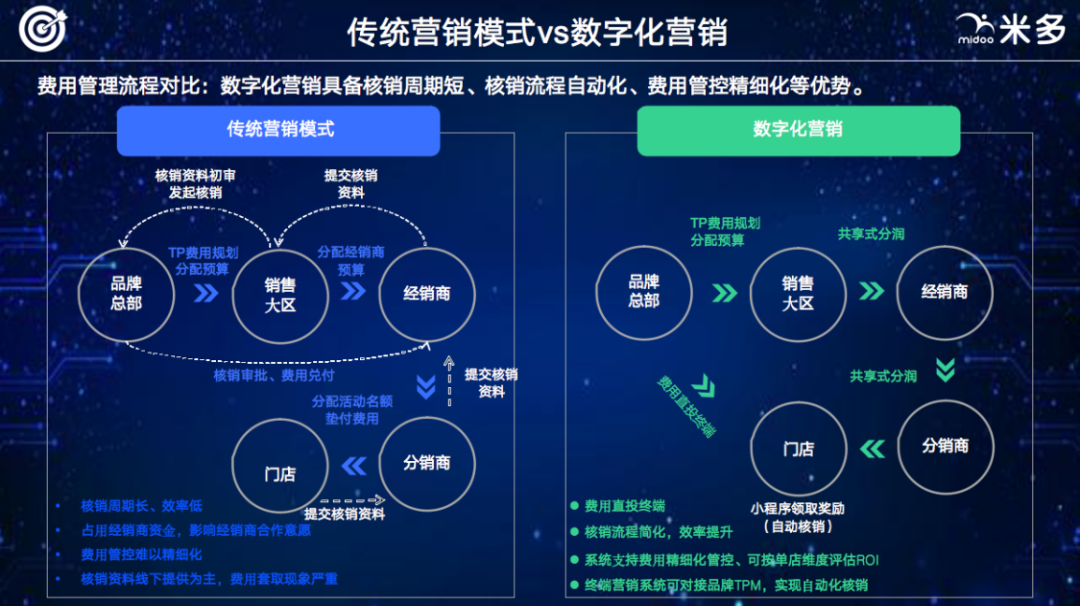 传统营销模式vs数字化营销
midoo 米多
费用管理流程对比：数字化营销具备核销周期短、核销流程自动化、费用管控精细化等优势。
传统营销模式
核销资料初审
发起核销
提交核销
资料
TP费用规划
分配预算
分配经销商
预算
品牌
总部
销售
大区
经销商
核销审批、费用兑付
提交核销
资料
分配活动名额
垫付费用
门店
分销商
提交核销资料
核销周期长、效率低
占用经销商资金，影响经销商合作意愿
费用管控难以精细化
核销资料线下提供为主，费用套取现象严重
数字化营销
TP费用规划
分配预算
共享式分润
品牌
总部
销售
大区
经销商
共享式分润
费用直投终端
门店
分销商
小程序领取奖励
（自动核销）
费用直投终端
核销流程简化，效率提升
系统支持费用精细化管控、可按单店维度评估ROI
终端营销系统可对接品牌TPM，实现自动化核销